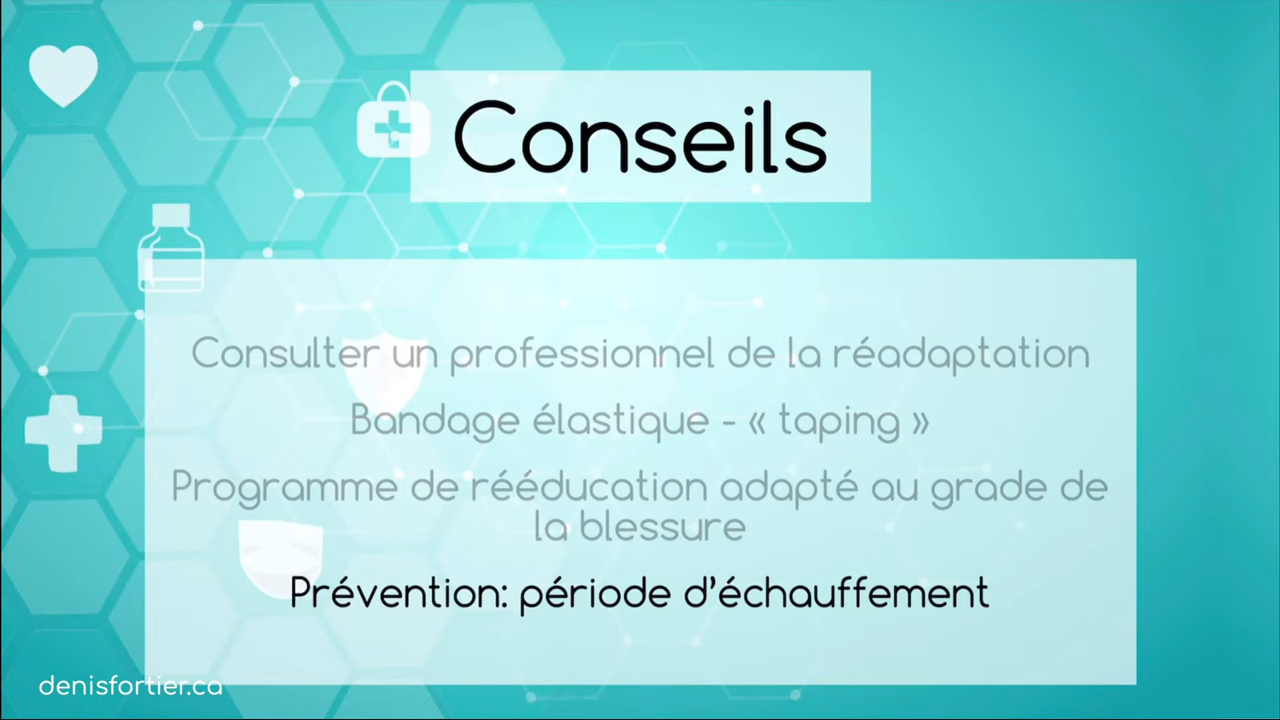 Conseils
Consulter un professionnel de la réadaptation
Bandage élastique - « taping »
Programme de rééducation adapté au grade de
la blessure
Prévention: période d'échauffement
denisfortier.ca